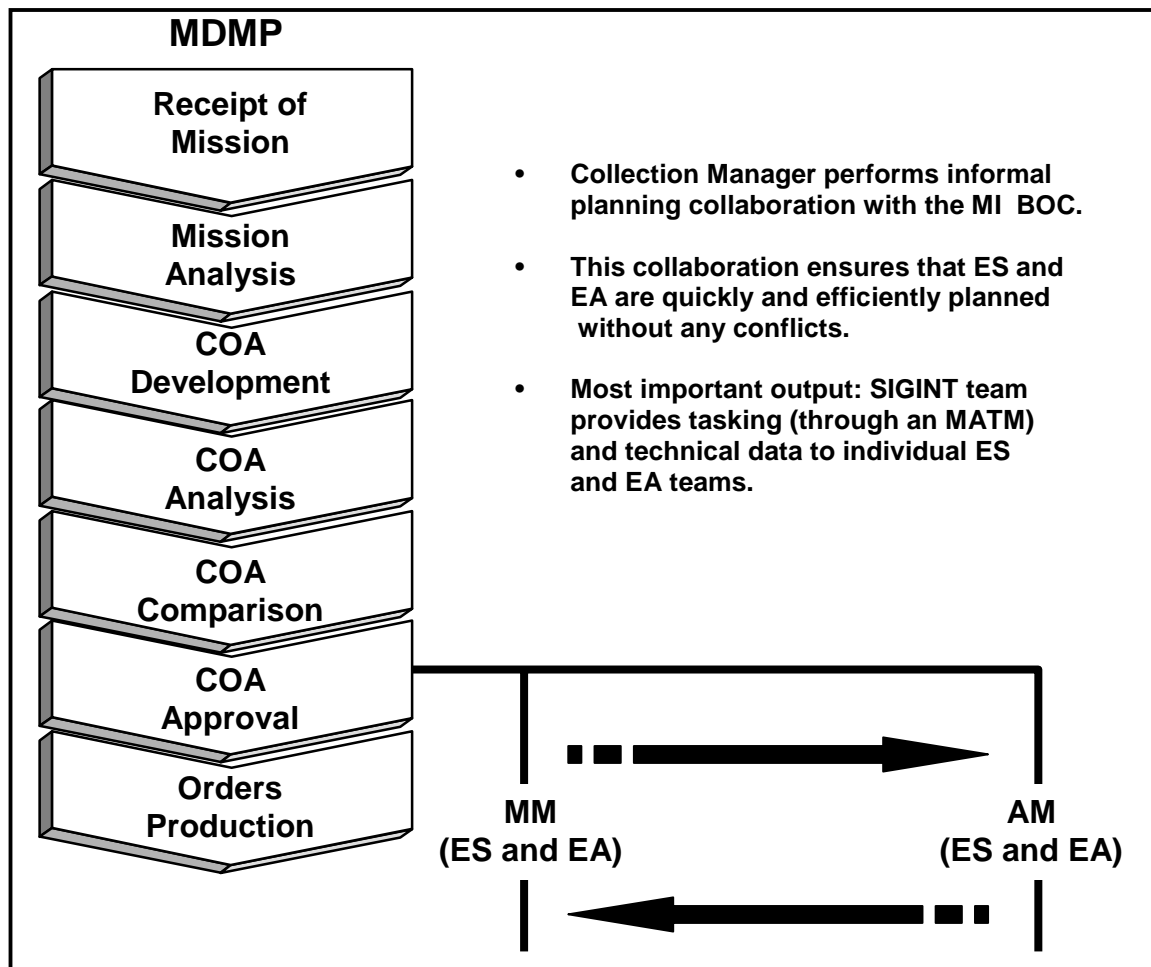 MDMP
Receipt of
Mission
Mission
Analysis
COA
Development
COA
Analysis
COA
Comparison
COA
Approval
Orders
Production
• Collection Manager performs informal
planning collaboration with the MI BOC.
• This collaboration ensures that ES and
EA are quickly and efficiently planned
without any conflicts.
• Most important output: SIGINT team
provides tasking (through an MATM)
and technical data to individual ES
and EA teams.
MM
(ES and EA)
AM
(ES and EA)